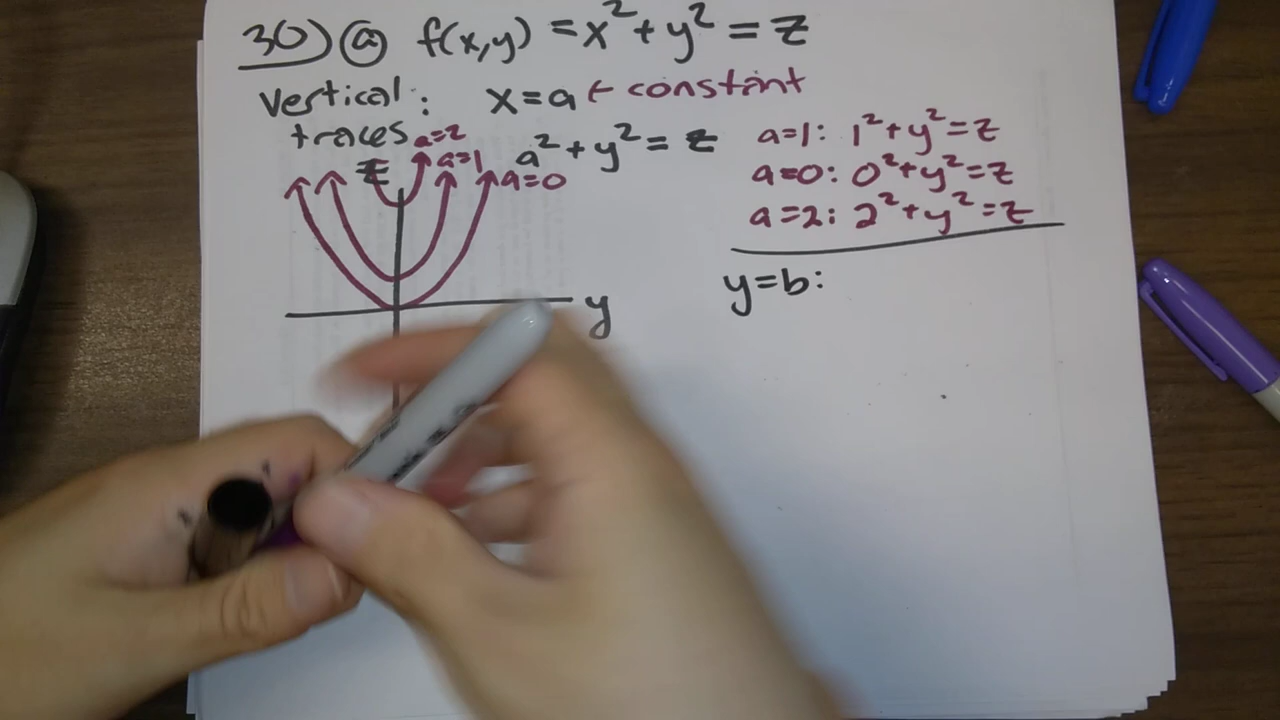 30) a f(x,y) = x² + y² = z
Vertical: x = a ← constant
traces
a² + y² = z
a=1: 1² + y² = z
a=0: 0² + y² = z
a=2: 2² + y² = z
z
a=2
a=1
a=0
y
y=b: